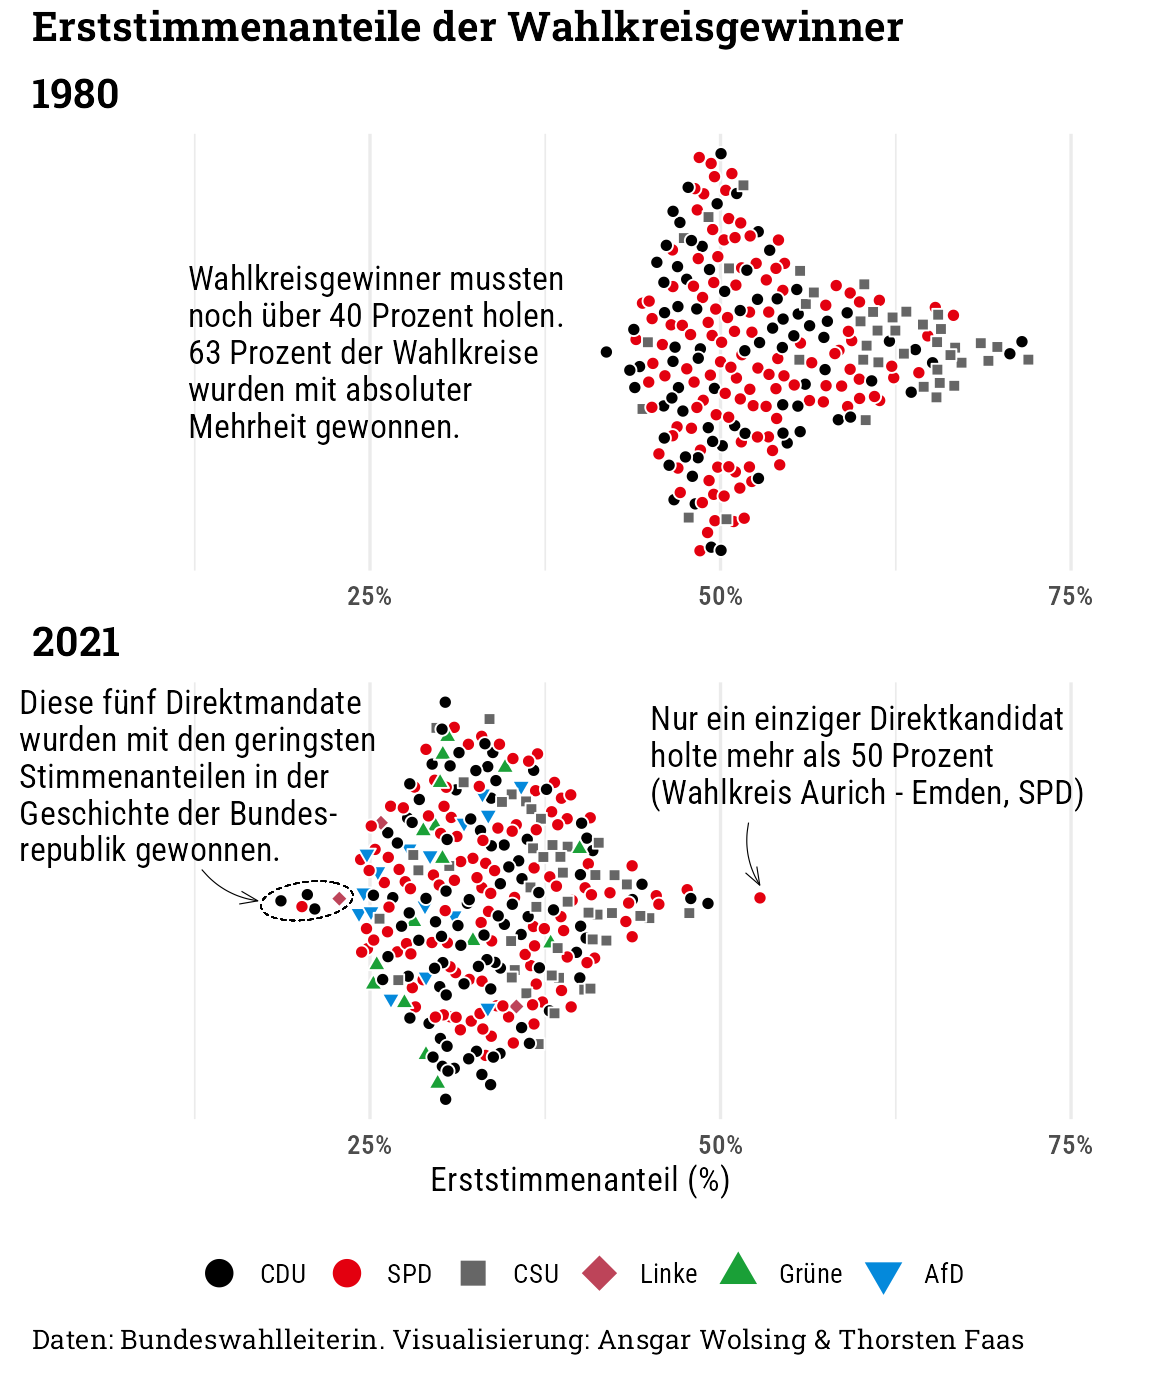 Erststimmenanteile der Wahlkreisgewinner
1980
Wahlkreisgewinner mussten
noch über 40 Prozent holen.
63 Prozent der Wahlkreise
wurden mit absoluter
Mehrheit gewonnen.
25% 50% 75%
2021
Diese fünf Direktmandate
wurden mit den geringsten
Stimmenanteilen in der
Geschichte der Bundes-
republik gewonnen.
Nur ein einziger Direktkandidat
holte mehr als 50 Prozent
(Wahlkreis Aurich - Emden, SPD)
25% 50% 75%
Erststimmenanteil (%)
CDU SPD CSU Linke Grüne AfD
Daten: Bundeswahlleiterin. Visualisierung: Ansgar Wolsing & Thorsten Faas